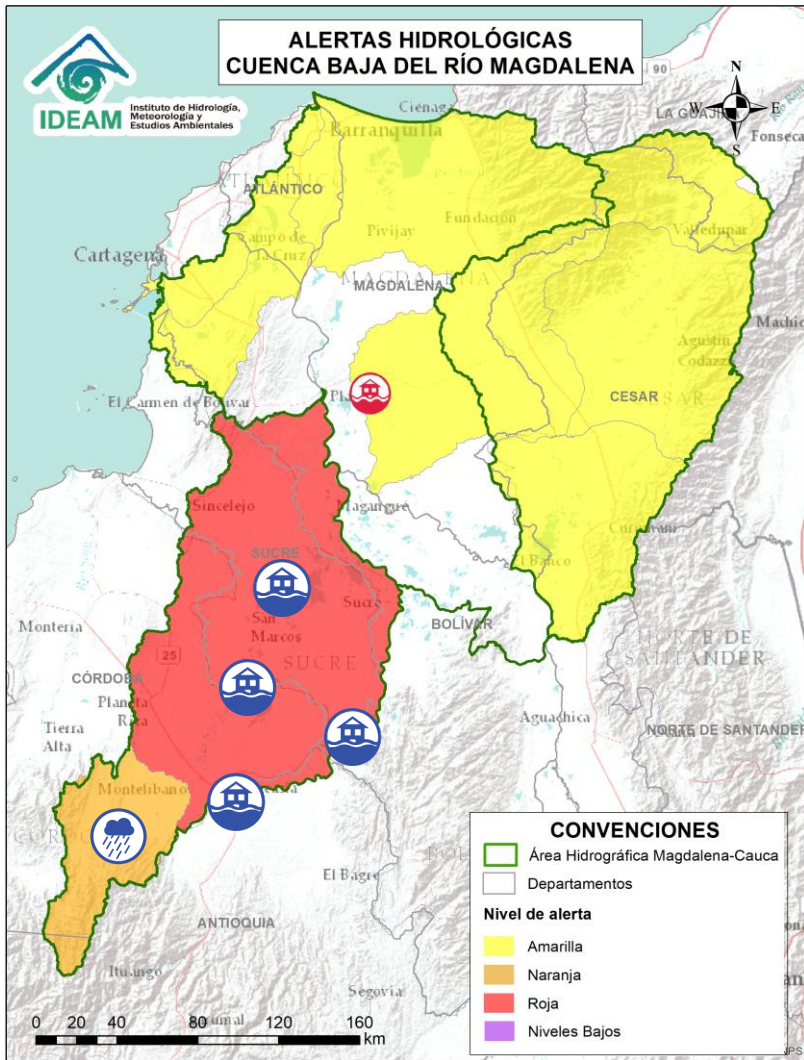 ALERTAS HIDROLÓGICAS
CUENCA BAJA DEL RÍO MAGDALENA
IDEAM
Instituto de Hidrología,
Meteorología y
Estudios Ambientales
N
W E
S
90
Ciénaga
LA GUAJIRA
Barranquilla
Fonseca
ATLÁNTICO
Valledupar
Fundación
Pivijay
Campo de
la Cruz
Cartagena
MAGDALENA
MAGDALENA
Agustín
Codazzi
El Carmen de Bolívar
CESAR
Sincelejo
Magangué
SUCRE
El Banco
Sucre
BOLÍVAR
San
Marcos
Montería
25
SUCRE
NORTE DE
SANTANDER
CÓRDOBA
Planeta
Rica
Aguachica
Tierra
Alta
NORTE DE SANTANDER
Montelíbano
El Bagre
ANTIOQUIA
Ituango
Segovia
0 20 40 80 120 160
km
CONVENCIONES
Área Hidrográfica Magdalena-Cauca
Departamentos
Nivel de alerta
Amarilla
Naranja
Roja
Niveles Bajos